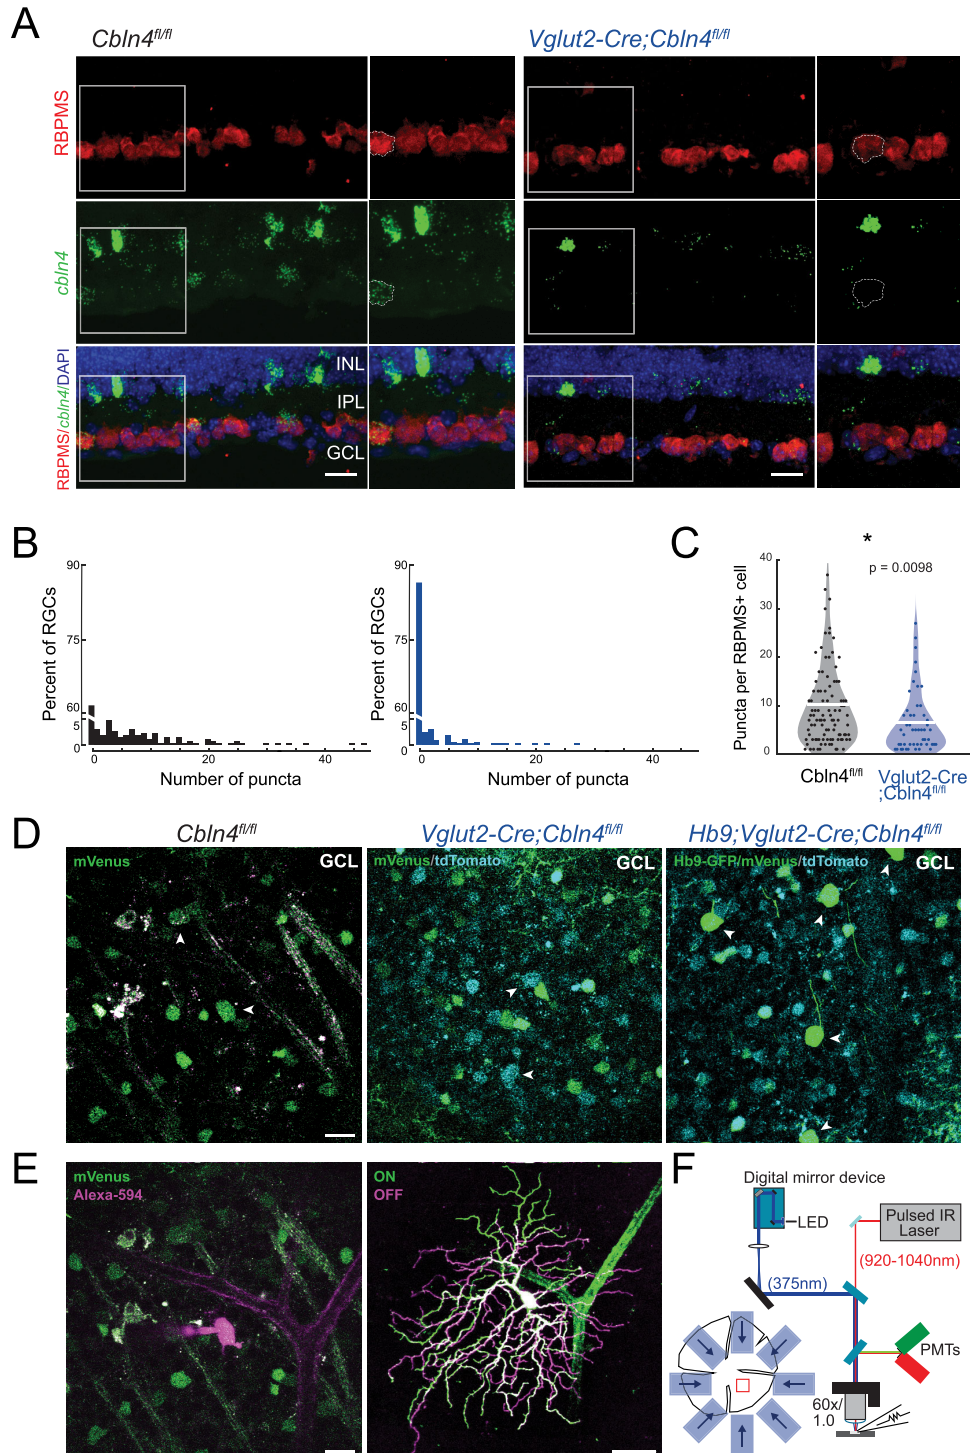 A
Cbln4fl/fl
Vglut2-Cre;Cbln4fl/fl
RBPMS
cbln4
RBPMS/cbln4/DAPI
INL
IPL
GCL
B
90
75
60
5
0
Percent of RGCs
0 20 40
Number of puncta
90
75
60
5
0
Percent of RGCs
0 20 40
Number of puncta
C
*
p = 0.0098
40
30
20
10
0
Puncta per RBPMS+ cell
Cbln4fl/fl
Vglut2-Cre
;Cbln4fl/fl
D
Cbln4fl/fl
Vglut2-Cre;Cbln4fl/fl
Hb9;Vglut2-Cre;Cbln4fl/fl
mVenus
GCL
mVenus/tdTomato
GCL
Hb9-GFP/mVenus/tdTomato
GCL
E
mVenus
Alexa-594
ON
OFF
F
Digital mirror device
LED
Pulsed IR
Laser
(920-1040nm)
(375nm)
PMTs
60x/
1.0